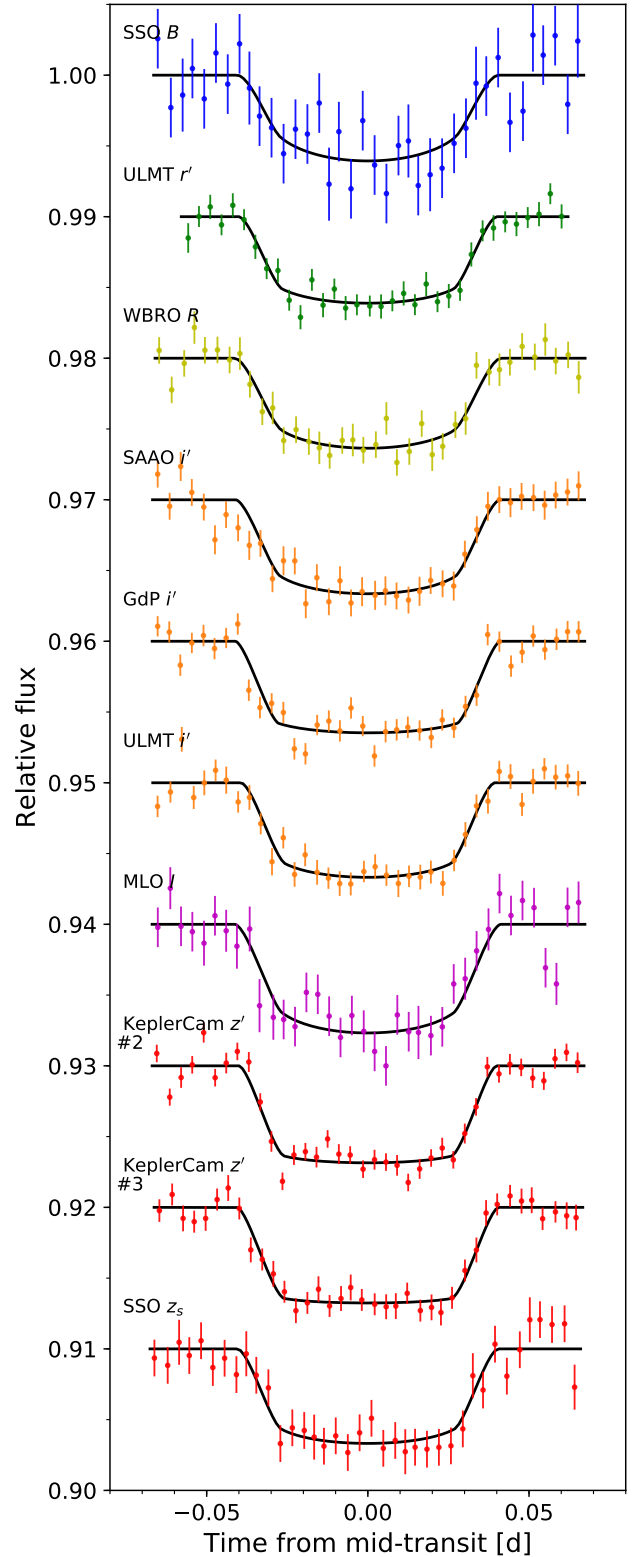 SSO B
1.00
ULMT r′
0.99
WBRO R
0.98
SAAO i′
0.97
GdP i′
0.96
ULMT i′
0.95
MLO I
0.94
KeplerCam z′
#2
0.93
KeplerCam z′
#3
0.92
SSO zₛ
0.91
0.90
Relative flux
−0.05 0.00 0.05
Time from mid-transit [d]